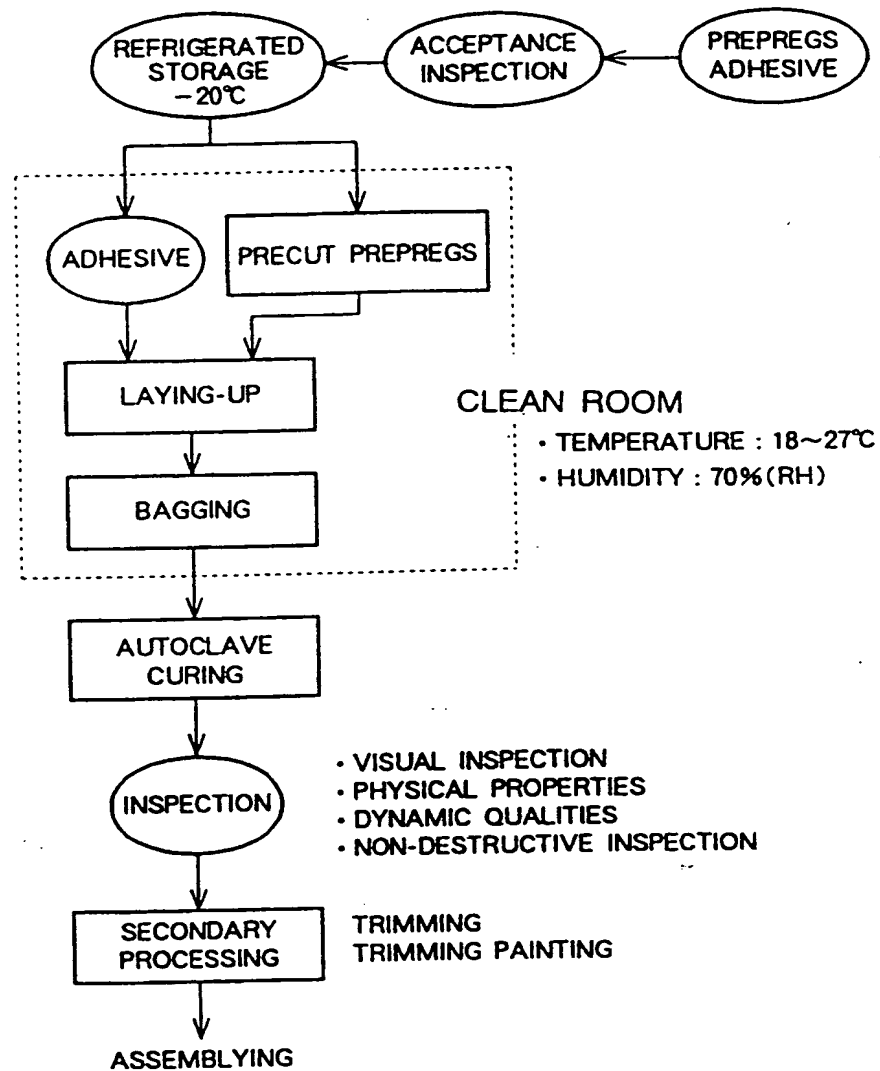 REFRIGERATED
STORAGE
−20℃
ACCEPTANCE
INSPECTION
PREPREGS
ADHESIVE
ADHESIVE
PRECUT PREPREGS
LAYING-UP
BAGGING
CLEAN ROOM
・TEMPERATURE : 18~27℃
・HUMIDITY : 70%(RH)
AUTOCLAVE
CURING
INSPECTION
・VISUAL INSPECTION
・PHYSICAL PROPERTIES
・DYNAMIC QUALITIES
・NON-DESTRUCTIVE INSPECTION
SECONDARY
PROCESSING
TRIMMING
TRIMMING PAINTING
ASSEMBLYING